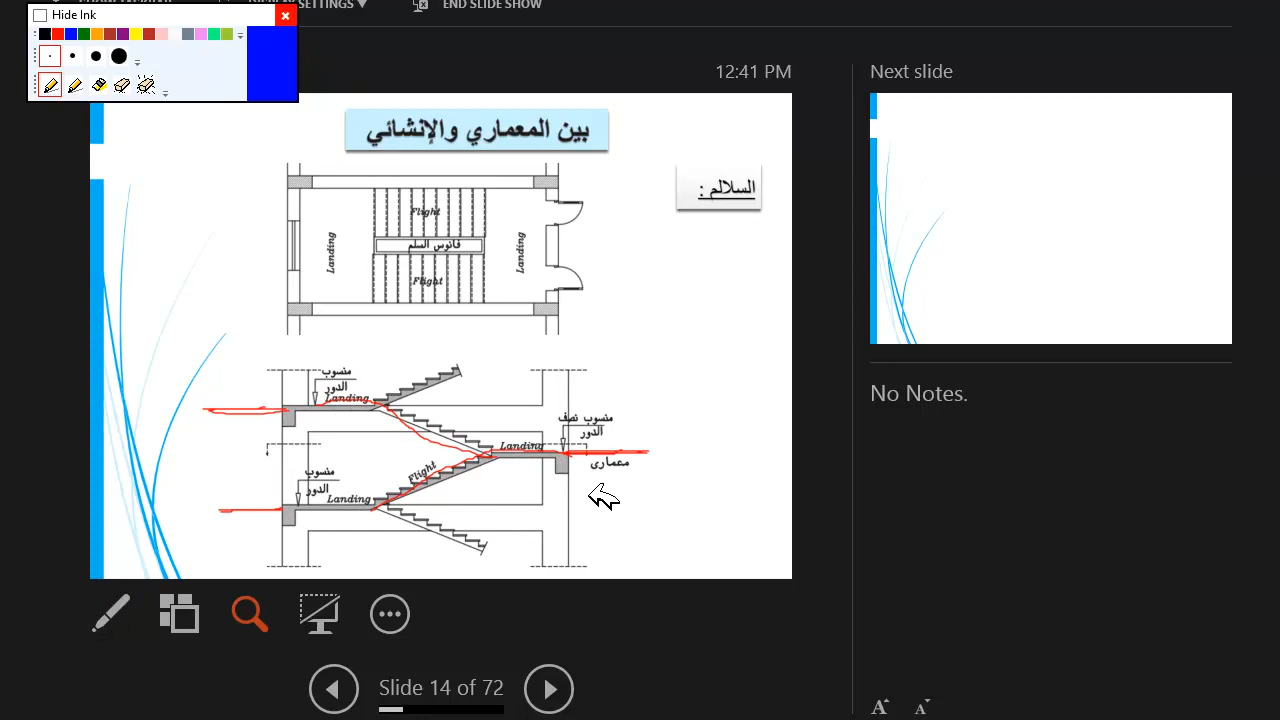 SETTINGS
END SLIDE SHOW
Hide Ink
12:41 PM
Next slide
بين المعماري والإنشائي
السلالم :
Flight
Landing
فانوس السلم
Landing
Flight
منسوب
الدور
Landing
منسوب نصف
الدور
Landing
معمارى
Flight
منسوب
الدور
Landing
No Notes.
Slide 14 of 72
A A